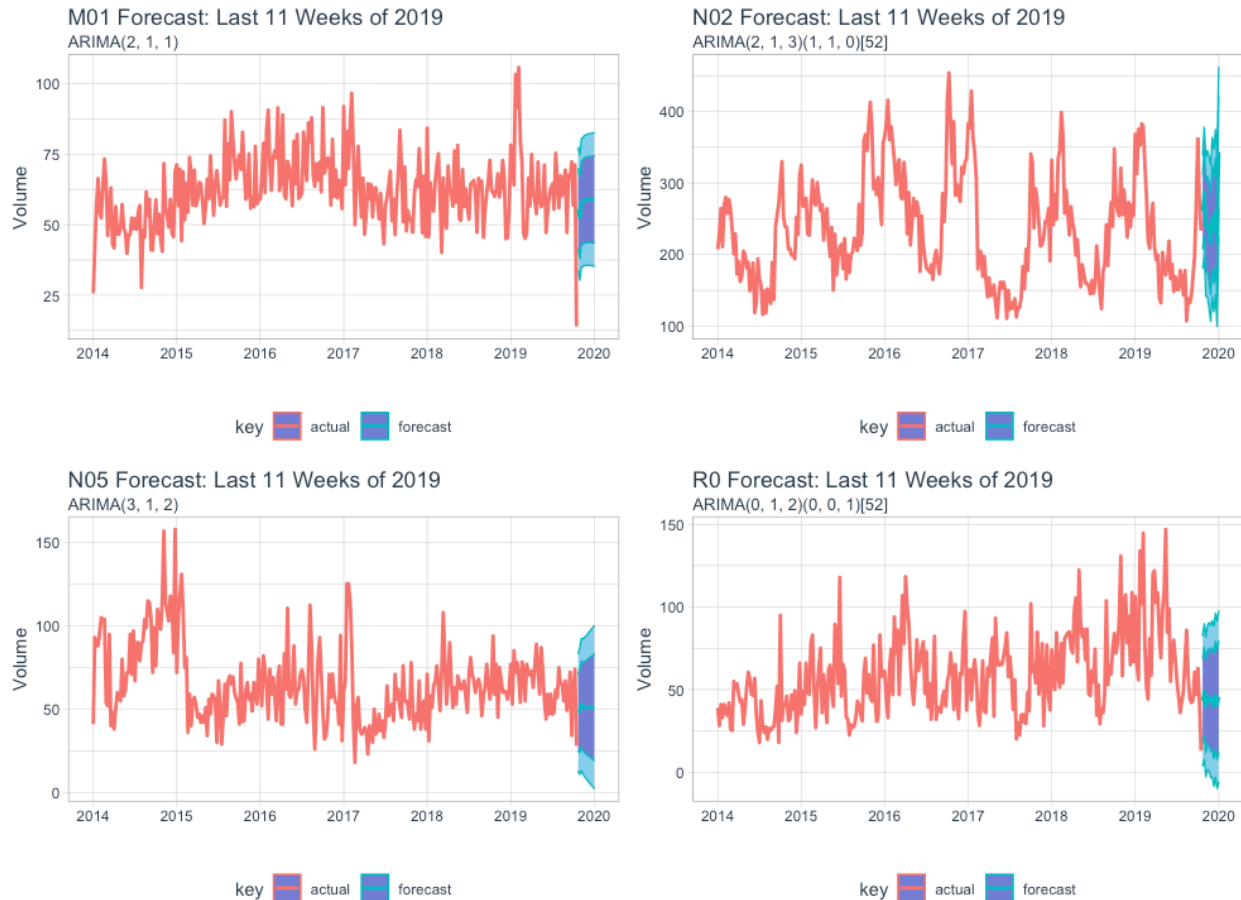 M01 Forecast: Last 11 Weeks of 2019
ARIMA(2, 1, 1)
Volume
100
75
50
25
2014 2015 2016 2017 2018 2019 2020
key actual forecast
N02 Forecast: Last 11 Weeks of 2019
ARIMA(2, 1, 3)(1, 1, 0)[52]
Volume
400
300
200
100
2014 2015 2016 2017 2018 2019 2020
key actual forecast
N05 Forecast: Last 11 Weeks of 2019
ARIMA(3, 1, 2)
Volume
150
100
50
0
2014 2015 2016 2017 2018 2019 2020
key actual forecast
R0 Forecast: Last 11 Weeks of 2019
ARIMA(0, 1, 2)(0, 0, 1)[52]
Volume
150
100
50
0
2014 2015 2016 2017 2018 2019 2020
key actual forecast